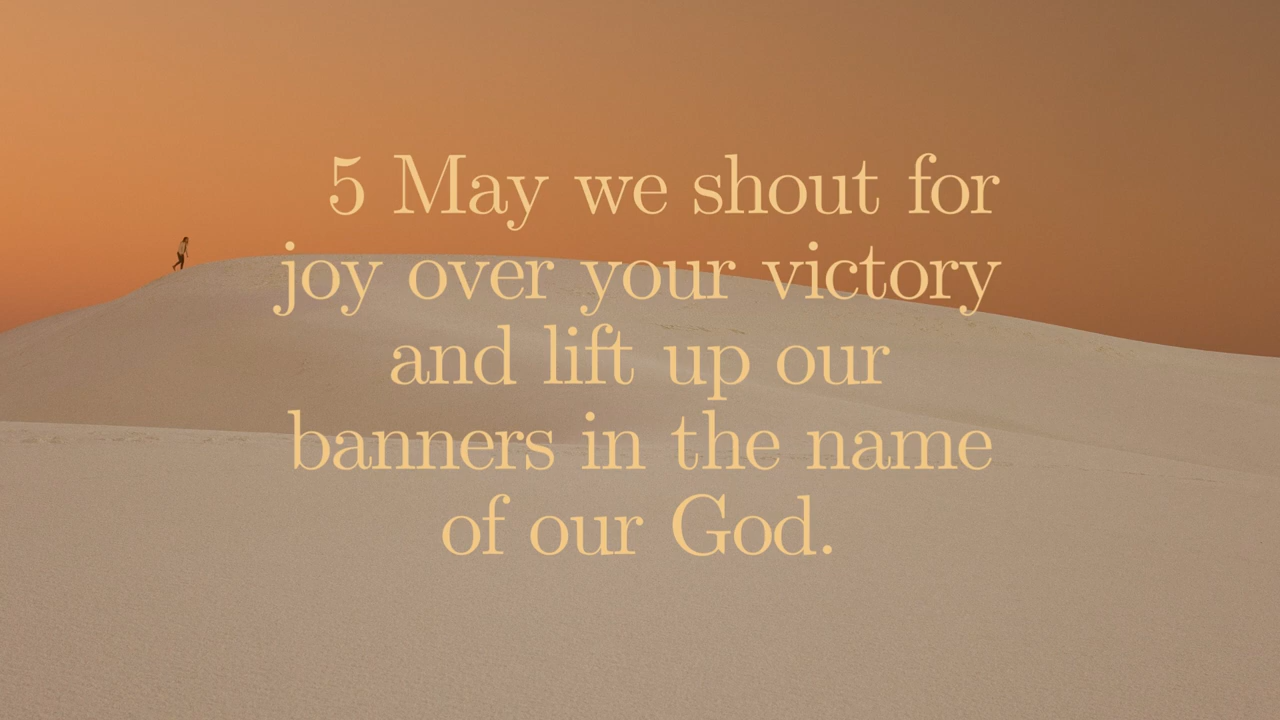 5 May we shout for
joy over your victory
and lift up our
banners in the name
of our God.